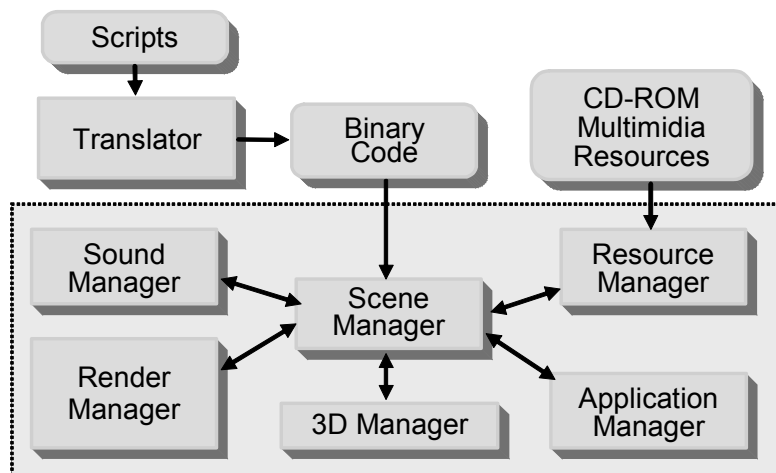 Scripts
Translator
Binary
Code
CD-ROM
Multimidia
Resources
Sound
Manager
Scene
Manager
Resource
Manager
Render
Manager
3D Manager
Application
Manager